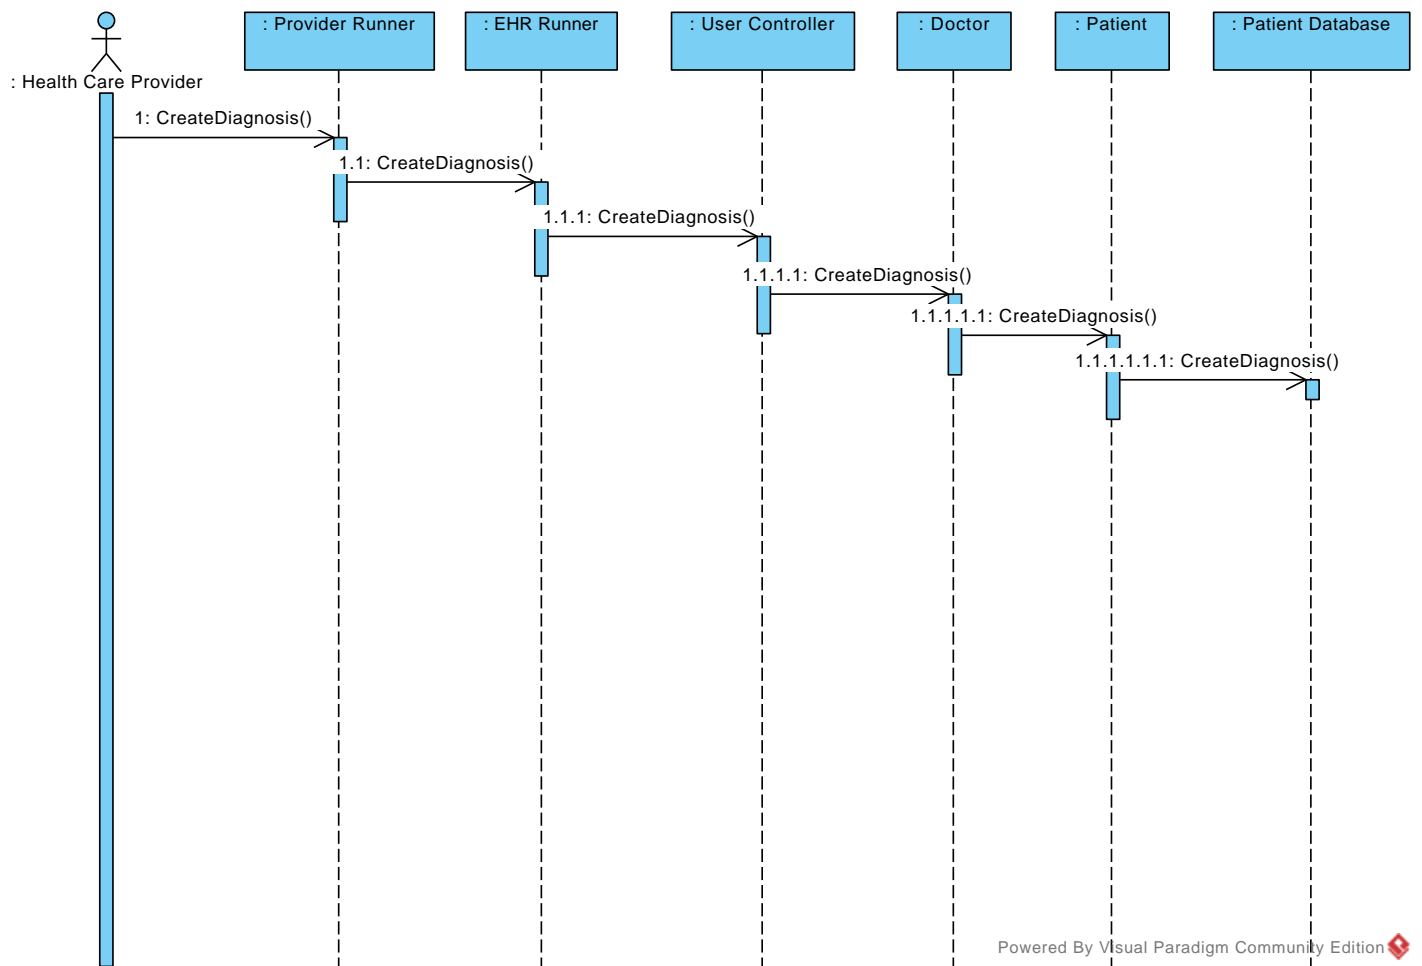 : Provider Runner
: EHR Runner
: User Controller
: Doctor
: Patient
: Patient Database
: Health Care Provider
1: CreateDiagnosis()
1.1: CreateDiagnosis()
1.1.1: CreateDiagnosis()
1.1.1.1: CreateDiagnosis()
1.1.1.1.1: CreateDiagnosis()
1.1.1.1.1.1: CreateDiagnosis()
Powered By Visual Paradigm Community Edition